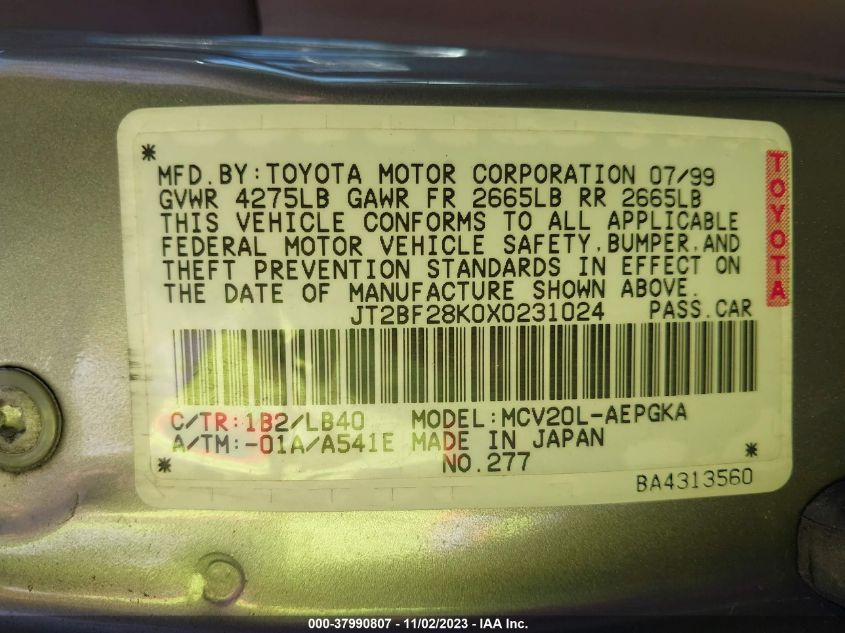 MFD.BY:TOYOTA MOTOR CORPORATION 07/99
GVWR 4275LB GAWR FR 2665LB RR 2665LB
THIS VEHICLE CONFORMS TO ALL APPLICABLE
FEDERAL MOTOR VEHICLE SAFETY,BUMPER,AND
THEFT PREVENTION STANDARDS IN EFFECT ON
THE DATE OF MANUFACTURE SHOWN ABOVE.
JT2BF28K0X0231024 PASS.CAR
C/TR:1B2/LB40 MODEL:MCV20L-AEPGKA
A/TM:-01A/A541E MADE IN JAPAN
NO.277
BA4313560
TOYOTA
000-37990807 - 11/02/2023 - ©IAA Inc.